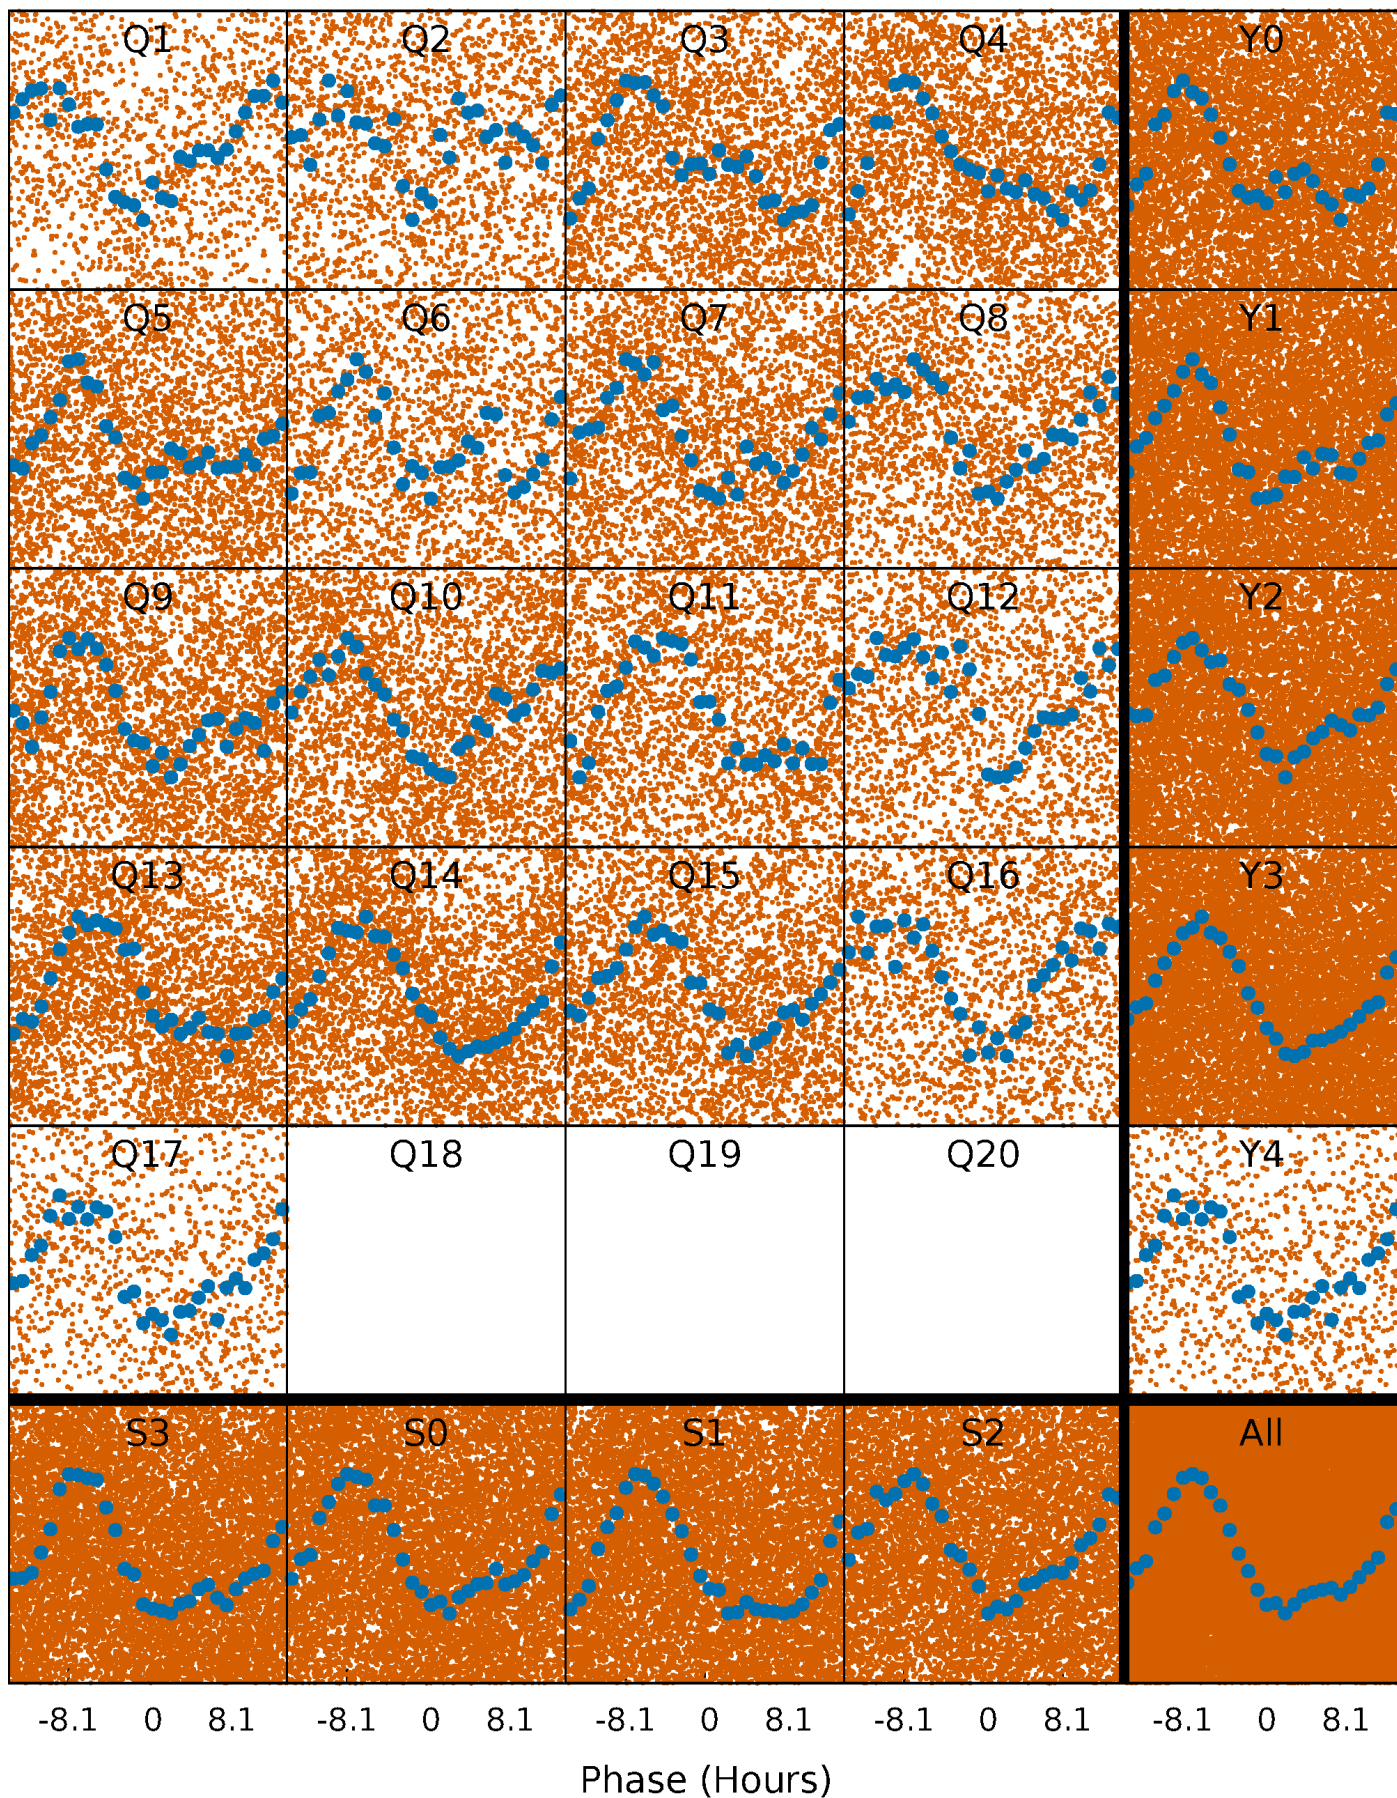 Q1 Q2 Q3 Q4 Y0
Q5 Q6 Q7 Q8 Y1
Q9 Q10 Q11 Q12 Y2
Q13 Q14 Q15 Q16 Y3
Q17 Q18 Q19 Q20 Y4
S3 S0 S1 S2 All
-8.1 0 8.1 -8.1 0 8.1 -8.1 0 8.1 -8.1 0 8.1 -8.1 0 8.1
Phase (Hours)